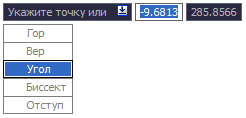 Укажите точку или -9.6813 285.8566
Гор
Вер
Угол
Биссект
Отступ